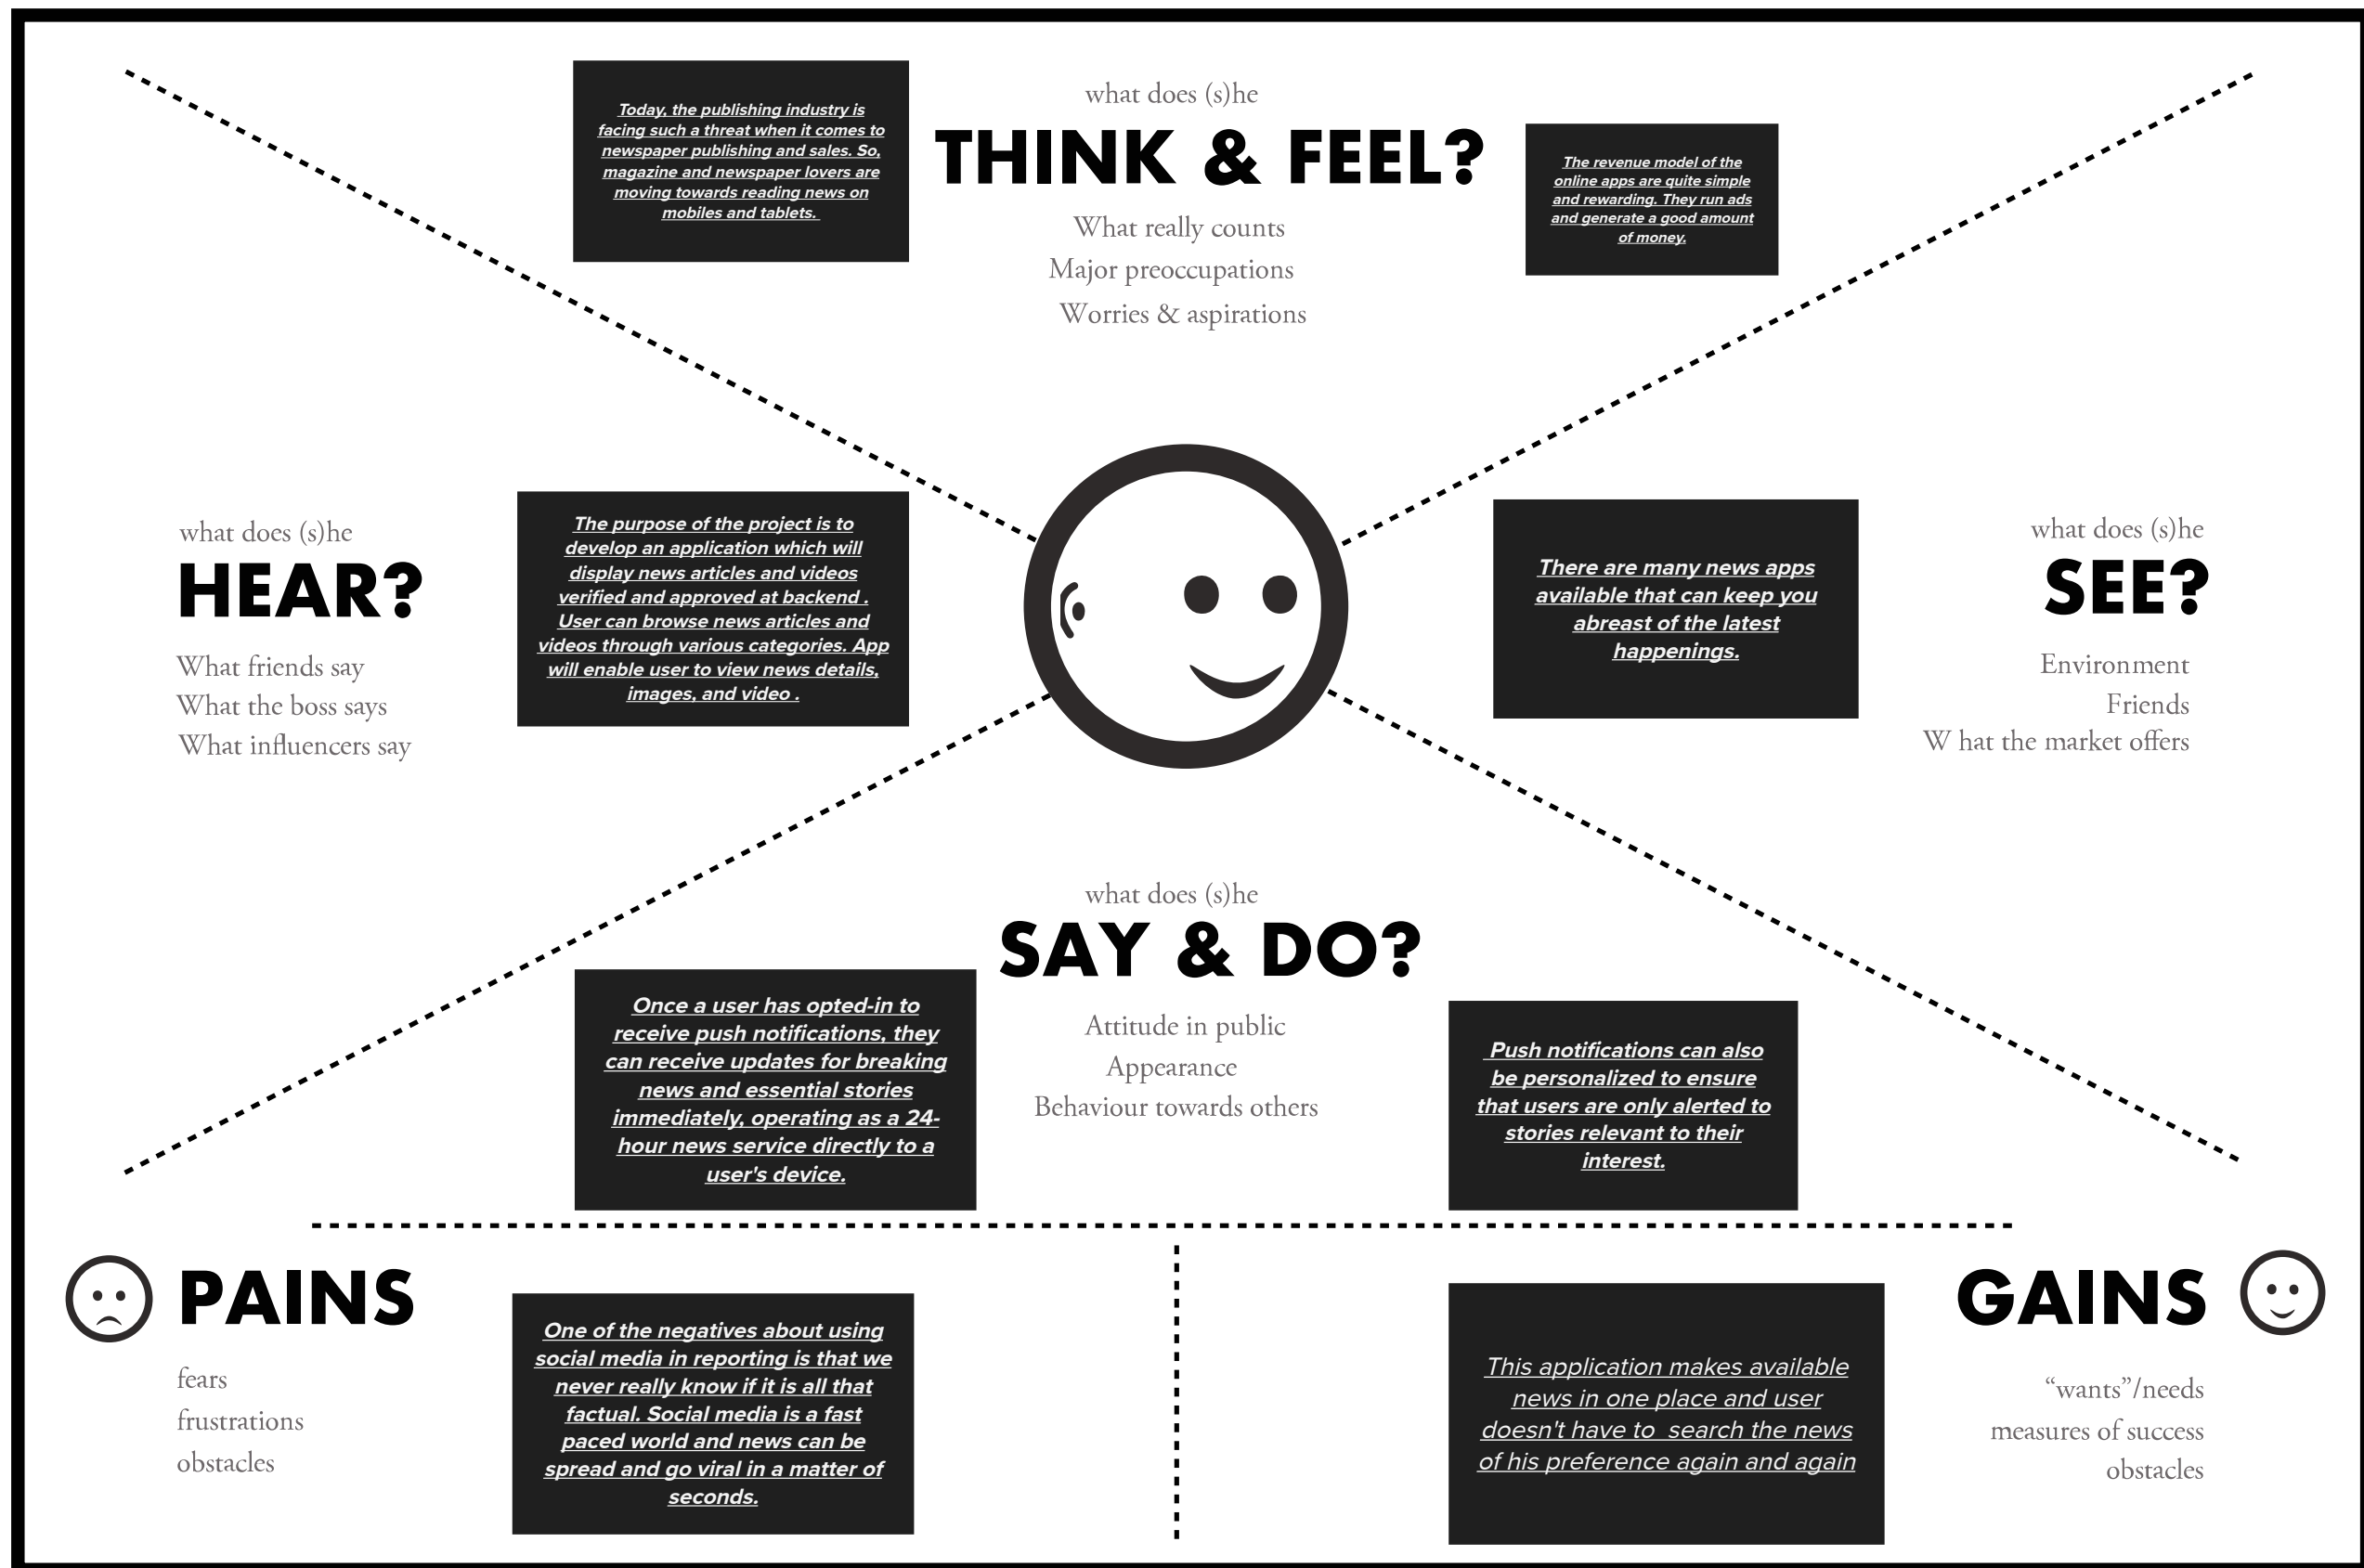 Today, the publishing industry is
facing such a threat when it comes to
newspaper publishing and sales. So,
magazine and newspaper lovers are
moving towards reading news on
mobiles and tablets.
what does (s)he
THINK & FEEL?
What really counts
Major preoccupations
Worries & aspirations
The revenue model of the
online apps are quite simple
and rewarding. They run ads
and generate a good amount
of money.
what does (s)he
HEAR?
What friends say
What the boss says
What influencers say
The purpose of the project is to
develop an application which will
display news articles and videos
verified and approved at backend .
User can browse news articles and
videos through various categories. App
will enable user to view news details,
images, and video .
There are many news apps
available that can keep you
abreast of the latest
happenings.
what does (s)he
SEE?
Environment
Friends
W hat the market offers
what does (s)he
SAY & DO?
Attitude in public
Appearance
Behaviour towards others
Once a user has opted-in to
receive push notifications, they
can receive updates for breaking
news and essential stories
immediately, operating as a 24-
hour news service directly to a
user's device.
Push notifications can also
be personalized to ensure
that users are only alerted to
stories relevant to their
interest.
PAINS
fears
frustrations
obstacles
One of the negatives about using
social media in reporting is that we
never really know if it is all that
factual. Social media is a fast
paced world and news can be
spread and go viral in a matter of
seconds.
This application makes available
news in one place and user
doesn't have to  search the news
of his preference again and again
GAINS
“wants”/needs
measures of success
obstacles